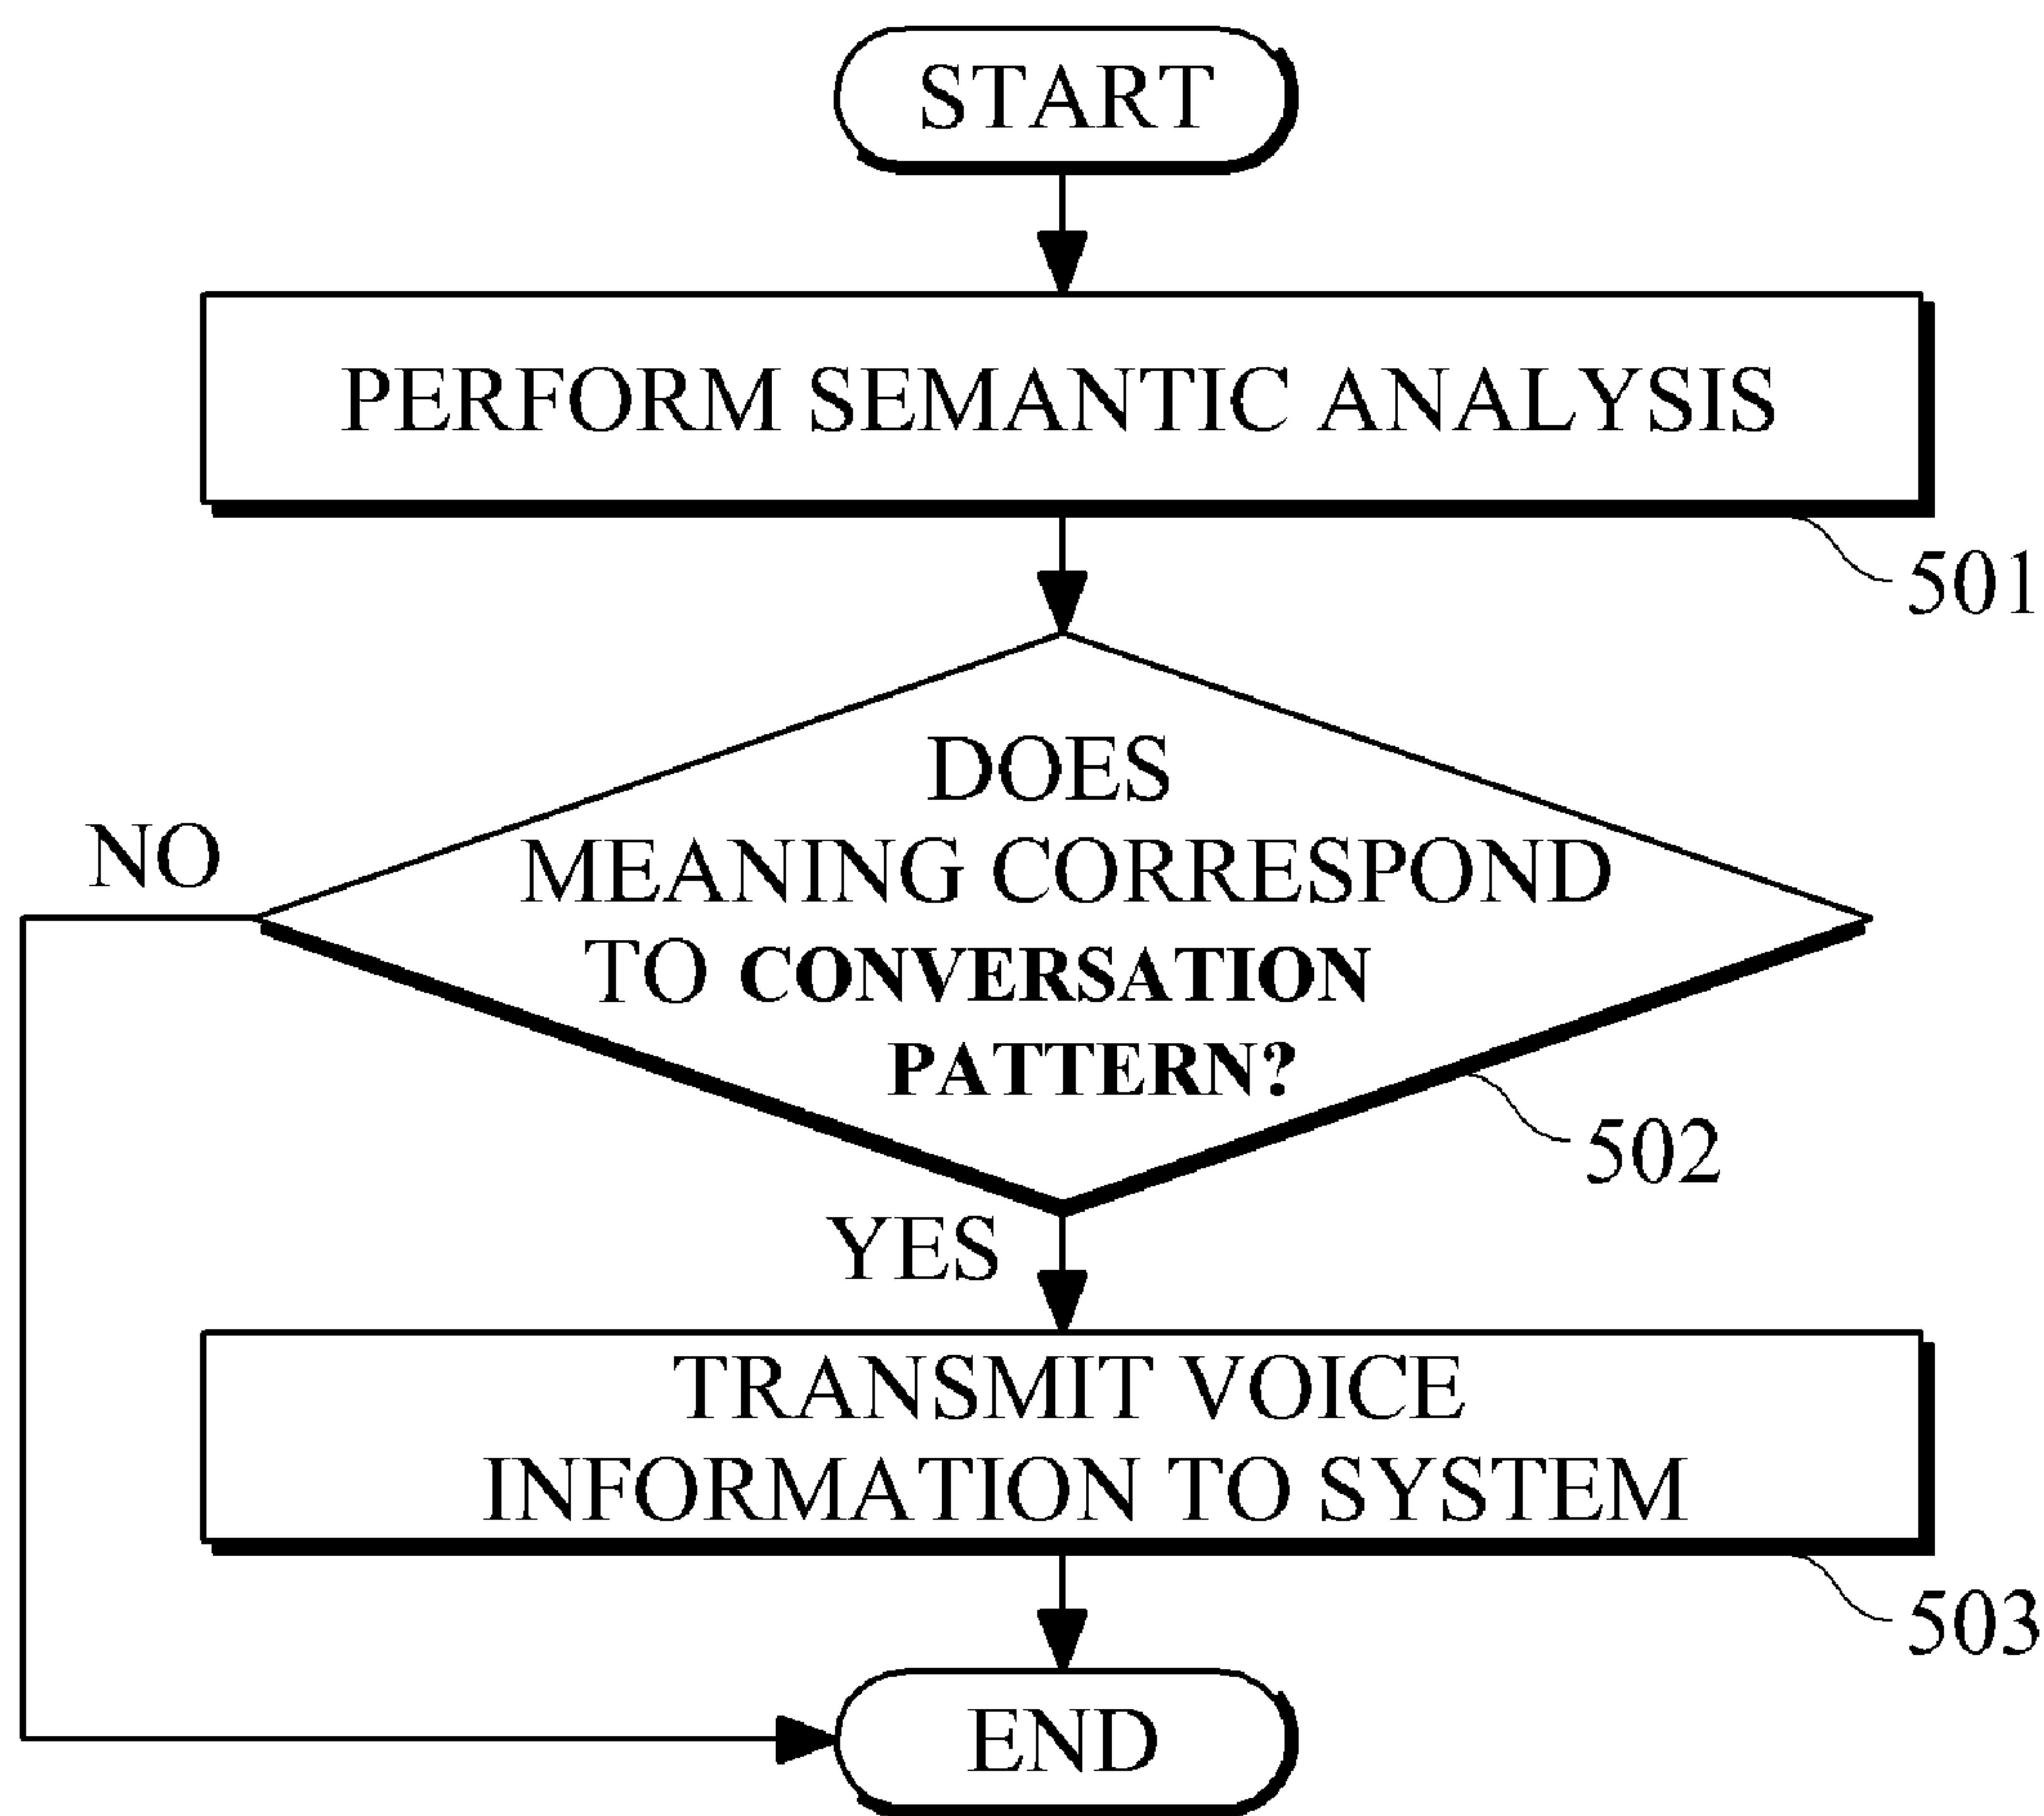 START
PERFORM SEMANTIC ANALYSIS
501
DOES
MEANING CORRESPOND
TO CONVERSATION
PATTERN?
NO
502
YES
TRANSMIT VOICE
INFORMATION TO SYSTEM
503
END